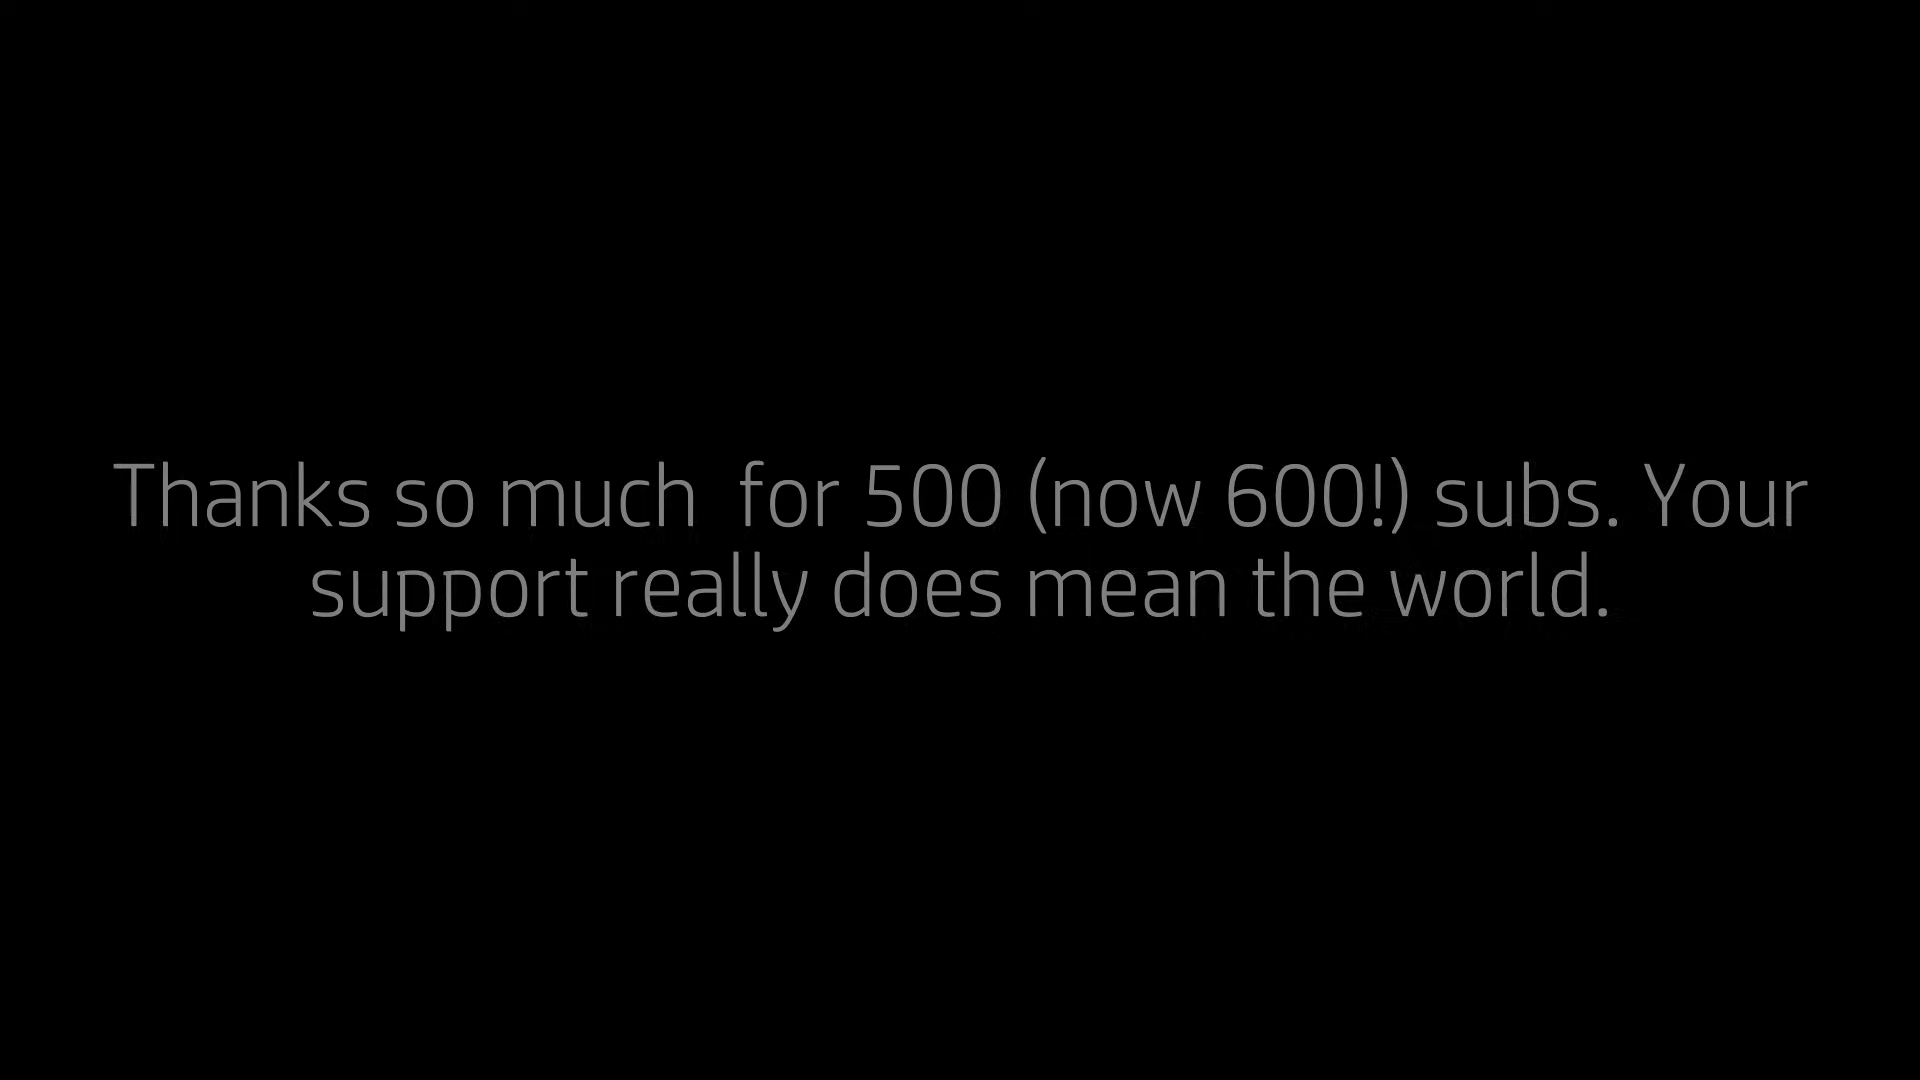 Thanks so much  for 500 (now 600!) subs. Your
support really does mean the world.